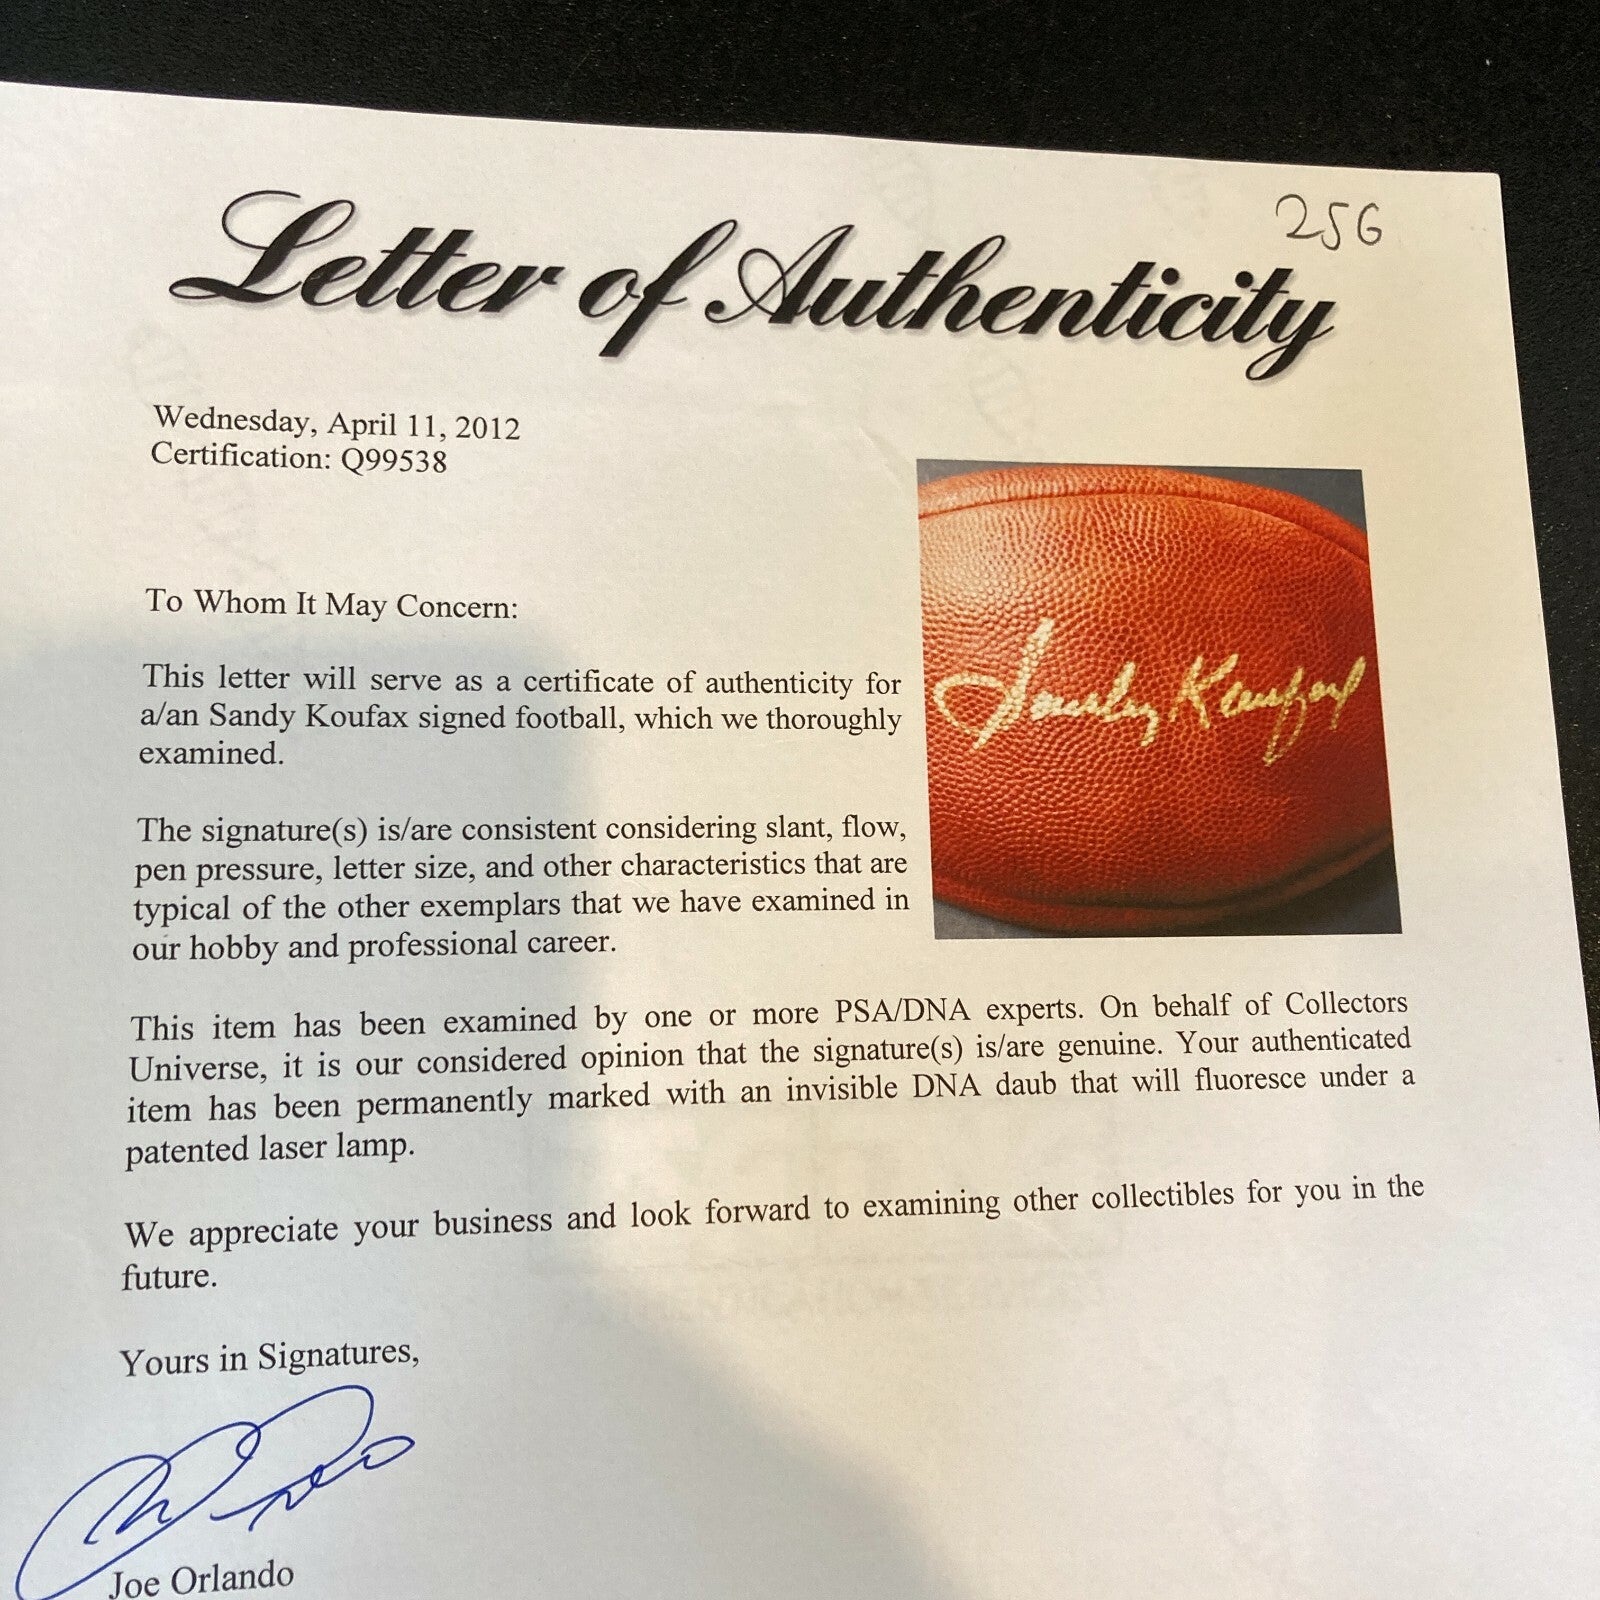 256
Letter of Authenticity
Wednesday, April 11, 2012
Certification: Q99538
To Whom It May Concern:
This letter will serve as a certificate of authenticity for
a/an Sandy Koufax signed football, which we thoroughly
examined.
Sandy Koufax
The signature(s) is/are consistent considering slant, flow,
pen pressure, letter size, and other characteristics that are
typical of the other exemplars that we have examined in
our hobby and professional career.
This item has been examined by one or more PSA/DNA experts. On behalf of Collectors
Universe, it is our considered opinion that the signature(s) is/are genuine. Your authenticated
item has been permanently marked with an invisible DNA daub that will fluoresce under a
patented laser lamp.
We appreciate your business and look forward to examining other collectibles for you in the
future.
Yours in Signatures,
Joe Orlando